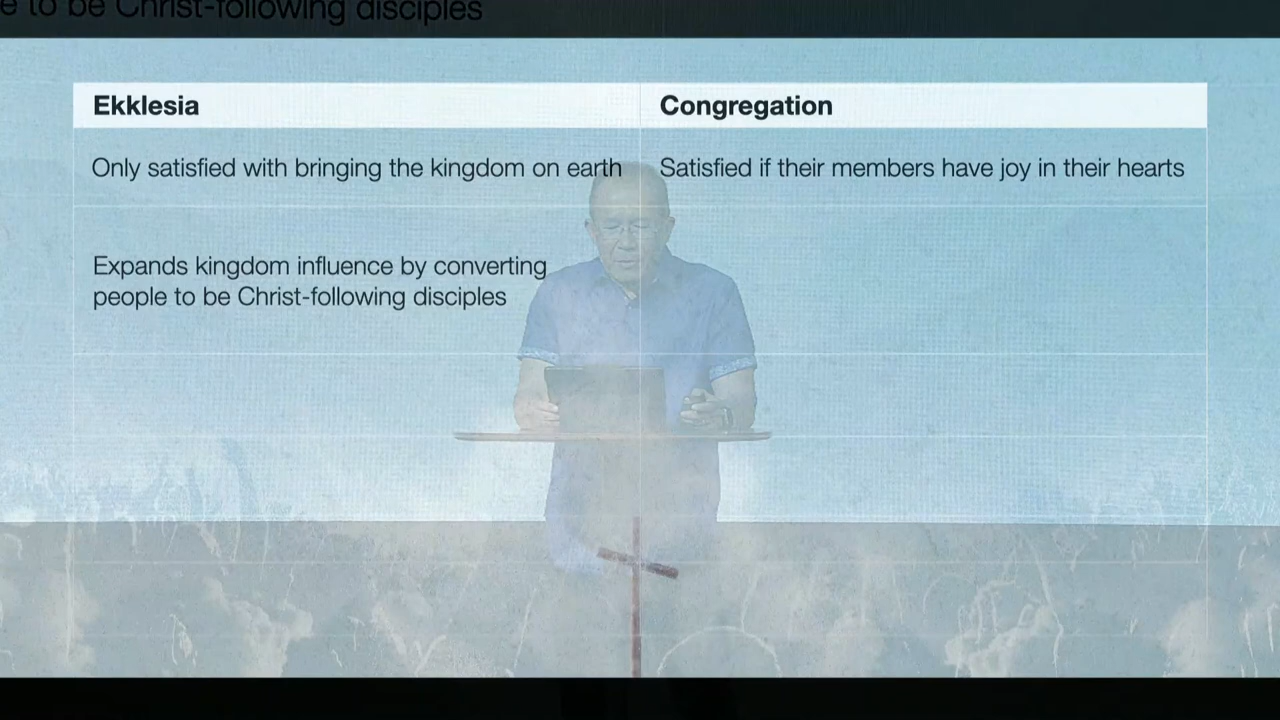 e to be Christ-following disciples
Ekklesia
Congregation
Only satisfied with bringing the kingdom on earth
Satisfied if their members have joy in their hearts
Expands kingdom influence by converting
people to be Christ-following disciples